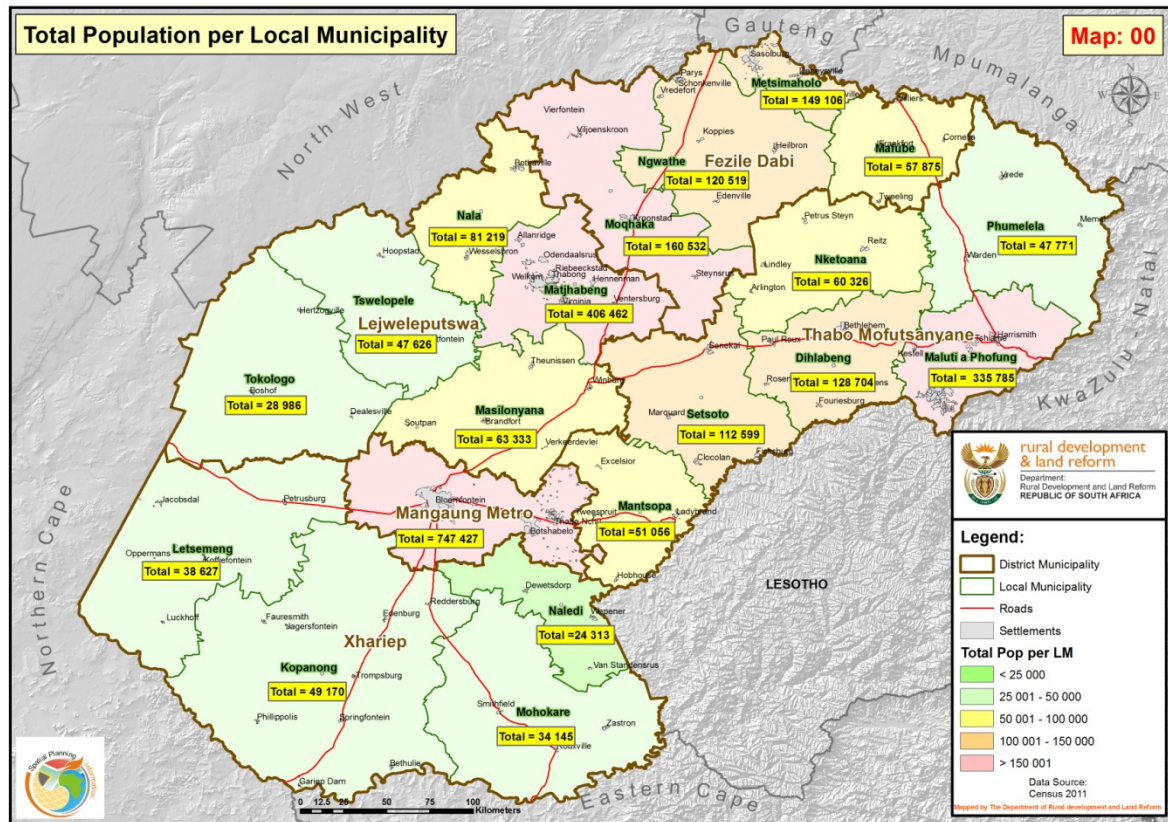 Total Population per Local Municipality
Map: 00
Gauteng
Mpumalanga
North West
KwaZulu - Natal
Northern Cape
Eastern Cape
LESOTHO
N
W
E
S
Sasolburg
Parys
Schonkenville
Vredefort
Metsimaholo
Total = 149 106
Vierfontein
Viljoenskroon
Koppies
Heilbron
Frankfort
Cornelia
Mafube
Total = 57 875
Ngwathe
Fezile Dabi
Total = 120 519
Edenville
Tweeling
Vrede
Memel
Phumelela
Total = 47 771
Warden
Bothaville
Nala
Total = 81 219
Wesselsbron
Allanridge
Odendaalsrus
Riebeeckstad
Welkom
Thabong
Hennenman
Matjhabeng
Virginia
Ventersburg
Total = 406 462
Moqhaka
Kroonstad
Total = 160 532
Steynsrus
Petrus Steyn
Reitz
Lindley
Nketoana
Total = 60 326
Arlington
Hoopstad
Hertzogville
Tswelopele
Lejweleputswa
Total = 47 626
Tokologo
Boshof
Total = 28 986
Dealesville
Theunissen
Winburg
Masilonyana
Brandfort
Soutpan
Total = 63 333
Verkeerdevlei
Bethlehem
Thabo Mofutsanyane
Senekal
Paul Roux
Dihlabeng
Total = 128 704
Fouriesburg
Harrismith
Kestell
Maluti a Phofung
Total = 335 785
Marquard
Setsoto
Total = 112 599
Clocolan
Ficksburg
Excelsior
Mantsopa
Tweespruit
Ladybrand
Total =51 056
Hobhouse
Bloemfontein
Mangaung Metro
Thaba Nchu
Botshabelo
Total = 747 427
Jacobsdal
Petrusburg
Letsemeng
Oppermans
Koffiefontein
Total = 38 627
Luckhoff
Fauresmith
Jagersfontein
Edenburg
Reddersburg
Xhariep
Kopanong
Trompsburg
Total = 49 170
Phillippolis
Springfontein
Gariep Dam
Bethulie
Dewetsdorp
Naledi
Wepener
Total =24 313
Van Standensrus
Smithfield
Mohokare
Zastron
Total = 34 145
Rouxville
0 12.5 25 50 75 100
Kilometers
Spatial Planning
Information
rural development
& land reform
Department:
Rural Development and Land Reform
REPUBLIC OF SOUTH AFRICA
Legend:
District Municipality
Local Municipality
Roads
Settlements
Total Pop per LM
< 25 000
25 001 - 50 000
50 001 - 100 000
100 001 - 150 000
> 150 001
Data Source:
Census 2011
Mapped by The Department of Rural development and Land Reform